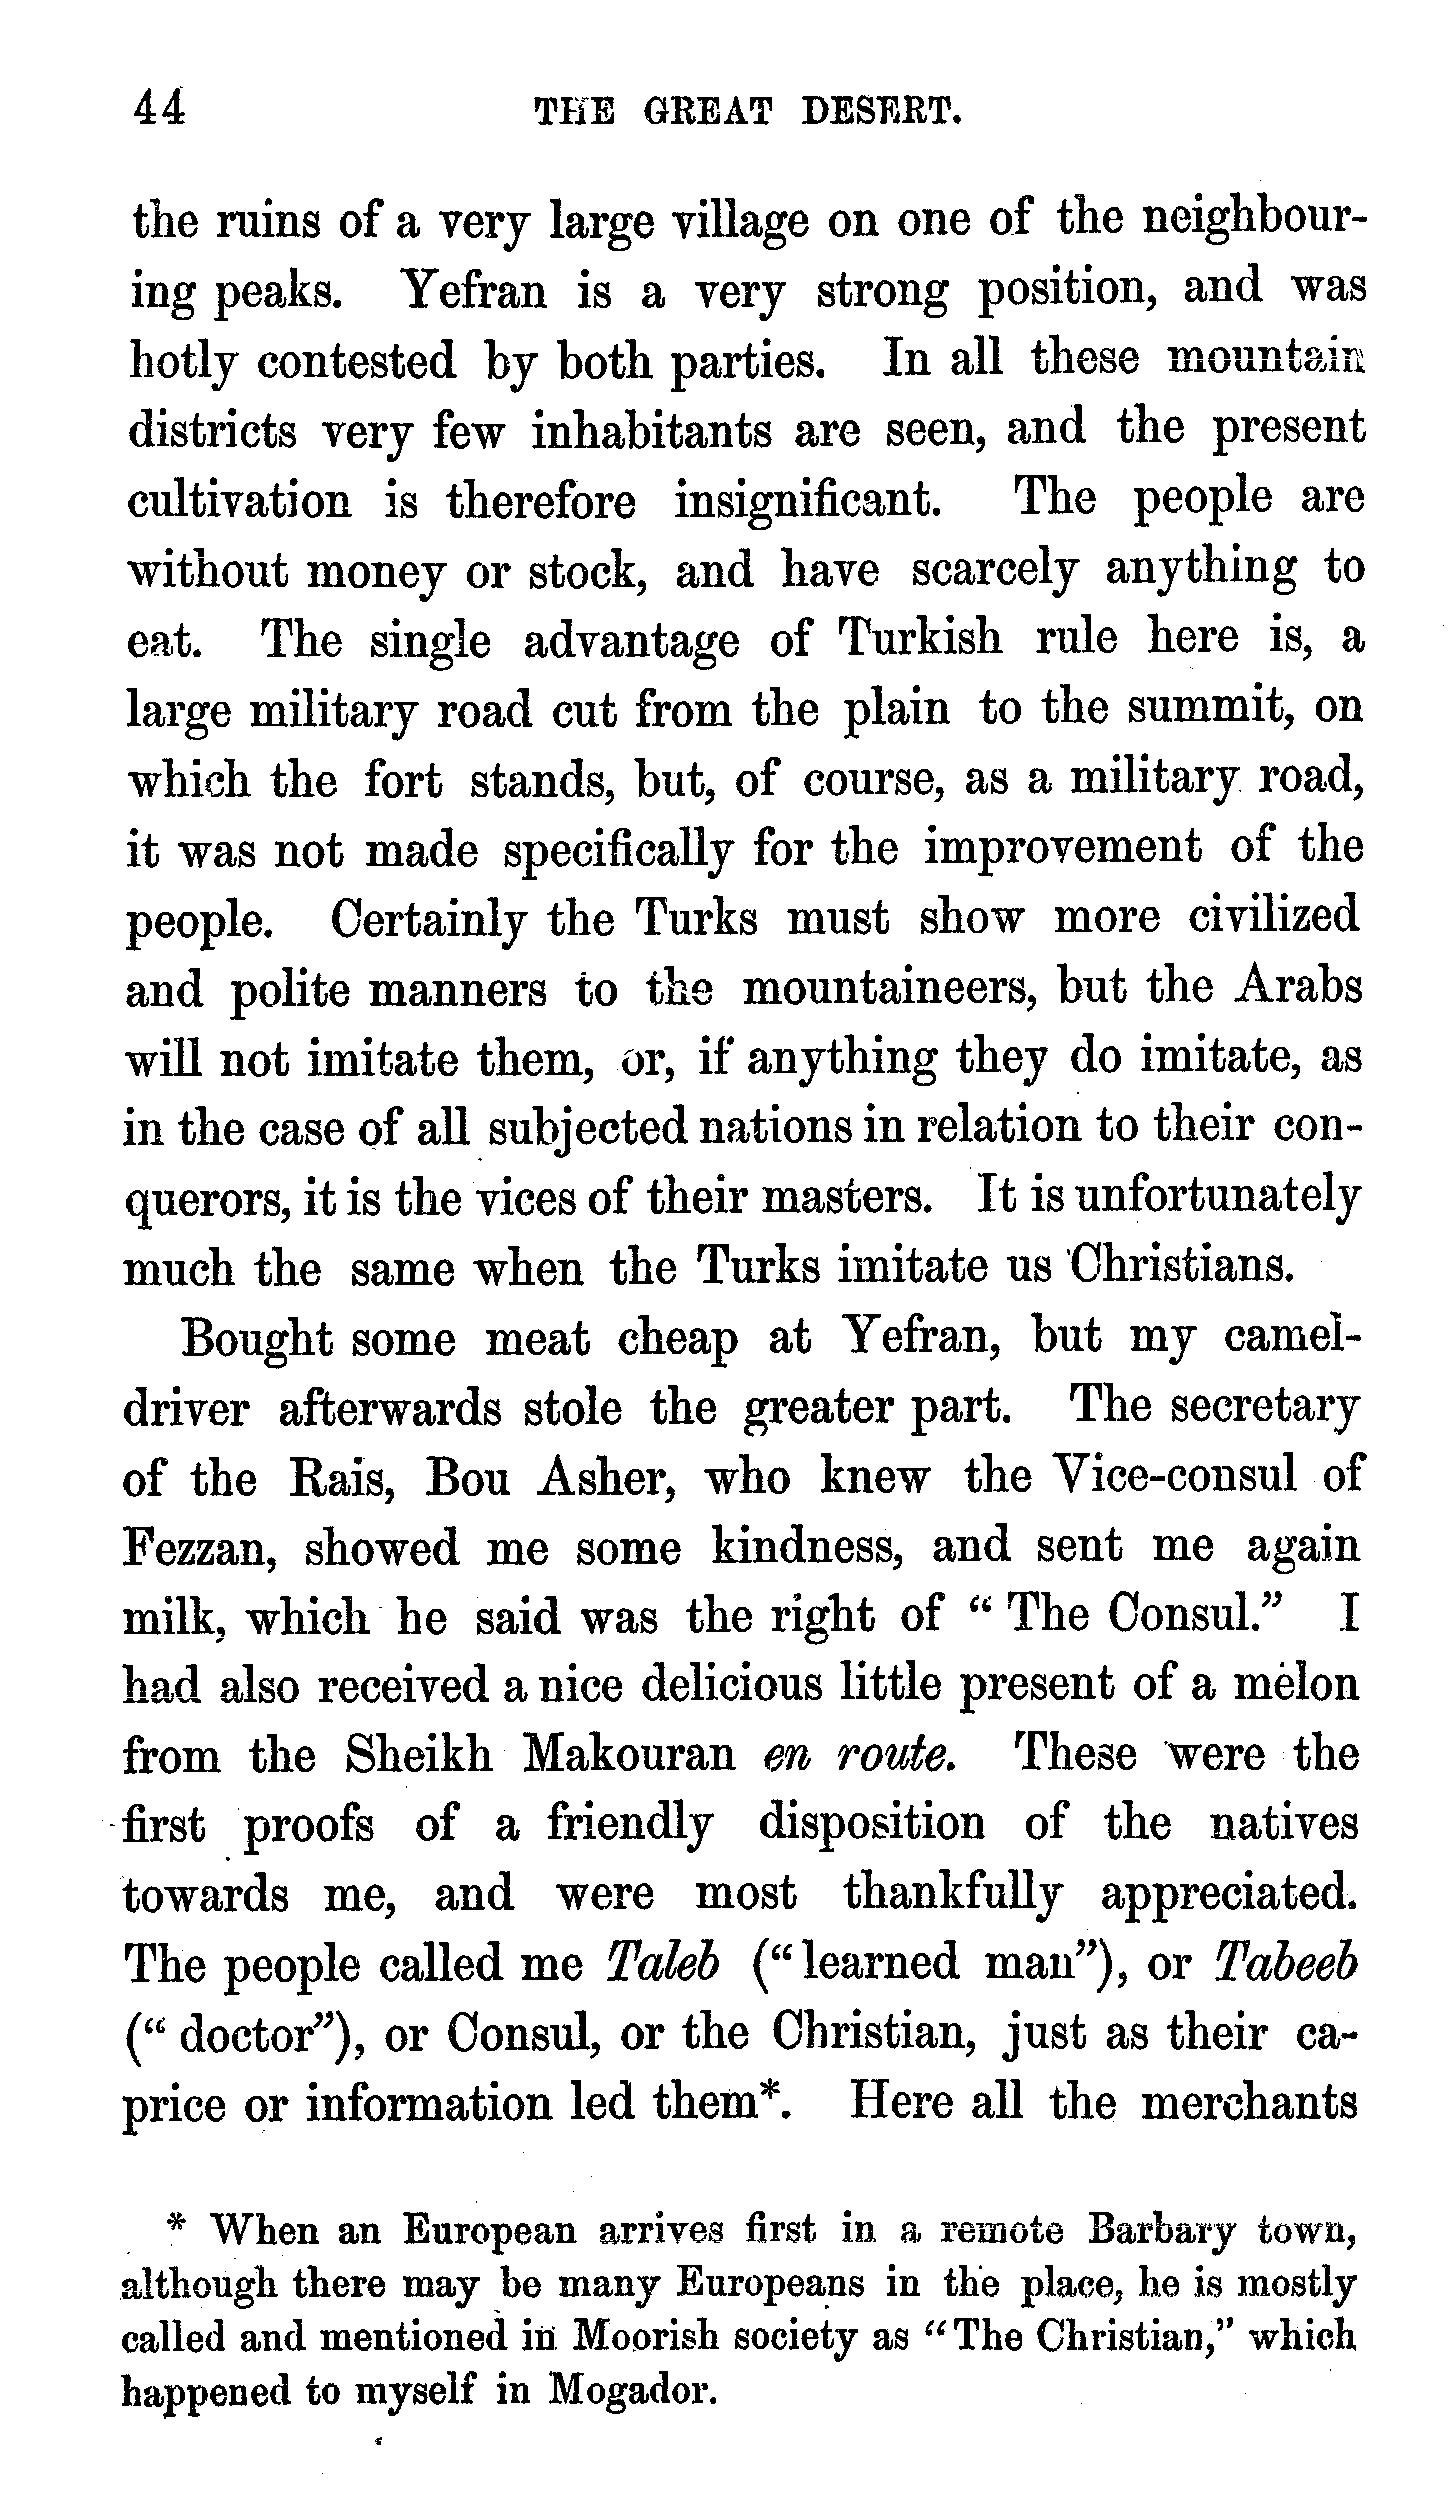 44 THE GREAT DESERT.
the ruins of a very large village on one of the neighbour-
ing peaks. Yefran is a very strong position, and was
hotly contested by both parties. In all these mountain
districts very few inhabitants are seen, and the present
cultivation is therefore insignificant. The people are
without money or stock, and have scarcely anything to
eat. The single advantage of Turkish rule here is, a
large military road cut from the plain to the summit, on
which the fort stands, but, of course, as a military road,
it was not made specifically for the improvement of the
people. Certainly the Turks must show more civilized
and polite manners to the mountaineers, but the Arabs
will not imitate them, or, if anything they do imitate, as
in the case of all subjected nations in relation to their con-
querors, it is the vices of their masters. It is unfortunately
much the same when the Turks imitate us Christians.
Bought some meat cheap at Yefran, but my camel-
driver afterwards stole the greater part. The secretary
of the Rais, Bou Asher, who knew the Vice-consul of
Fezzan, showed me some kindness, and sent me again
milk, which he said was the right of “The Consul.” I
had also received a nice delicious little present of a melon
from the Sheikh Makouran en route. These were the
first proofs of a friendly disposition of the natives
towards me, and were most thankfully appreciated.
The people called me Taleb (“learned man”), or Tabeeb
(“doctor”), or Consul, or the Christian, just as their ca-
price or information led them*. Here all the merchants
* When an European arrives first in a remote Barbary town,
although there may be many Europeans in the place, he is mostly
called and mentioned in Moorish society as “The Christian,” which
happened to myself in Mogador.